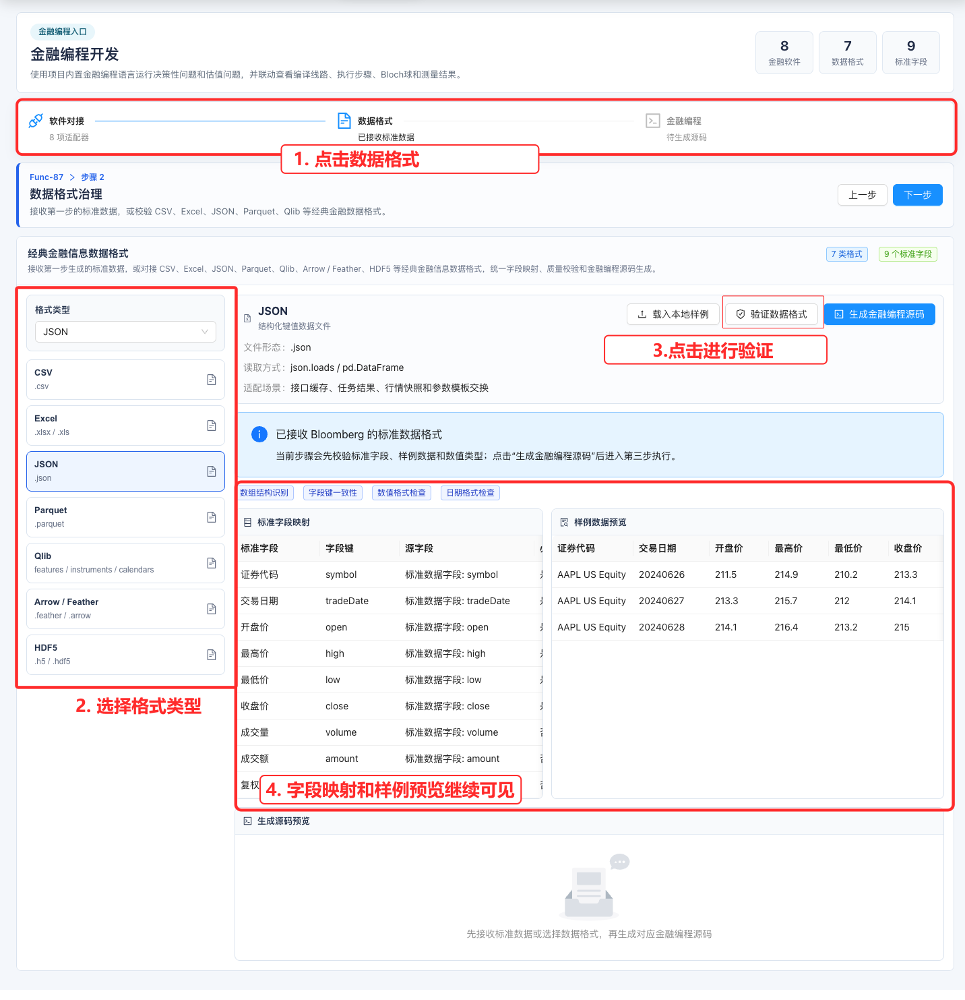 金融编程入口
金融编程开发
使用项目内置金融编程语言运行决策性问题和估值问题，并联动查看编译线路、执行步骤、Bloch球和测量结果。
8
金融软件
7
数据格式
9
标准字段
软件对接
8 项适配器
数据格式
已接收标准数据
金融编程
待生成源码
1. 点击数据格式
Func-87 > 步骤 2
数据格式治理
接收第一步的标准数据，或校验 CSV、Excel、JSON、Parquet、Qlib 等经典金融数据格式。
上一步
下一步
经典金融信息数据格式
接收第一步生成的标准数据，或对接 CSV、Excel、JSON、Parquet、Qlib、Arrow / Feather、HDF5 等经典金融信息数据格式，统一字段映射、质量校验和金融编程源码生成。
7 类格式
9 个标准字段
格式类型
JSON
CSV
.csv
Excel
.xlsx / .xls
JSON
.json
Parquet
.parquet
Qlib
features / instruments / calendars
Arrow / Feather
.feather / .arrow
HDF5
.h5 / .hdf5
2. 选择格式类型
JSON
结构化键值数据文件
载入本地样例
验证数据格式
生成金融编程源码
3.点击进行验证
文件形态： .json
读取方式： json.loads / pd.DataFrame
适配场景： 接口缓存、任务结果、行情快照和参数模板交换
已接收 Bloomberg 的标准数据格式
当前步骤会先校验标准字段、样例数据和数值类型；点击“生成金融编程源码”后进入第三步执行。
数组结构识别 字段键一致性 数值格式检查 日期格式检查
标准字段映射
标准字段 字段键 源字段
证券代码 symbol 标准数据字段: symbol
交易日期 tradeDate 标准数据字段: tradeDate
开盘价 open 标准数据字段: open
最高价 high 标准数据字段: high
最低价 low 标准数据字段: low
收盘价 close 标准数据字段: close
成交量 volume 标准数据字段: volume
成交额 amount 标准数据字段: amount
复权
4. 字段映射和样例预览继续可见
样例数据预览
证券代码 交易日期 开盘价 最高价 最低价 收盘价
AAPL US Equity 20240626 211.5 214.9 210.2 213.3
AAPL US Equity 20240627 213.3 215.7 212 214.1
AAPL US Equity 20240628 214.1 216.4 213.2 215
生成源码预览
先接收标准数据或选择数据格式，再生成对应金融编程源码